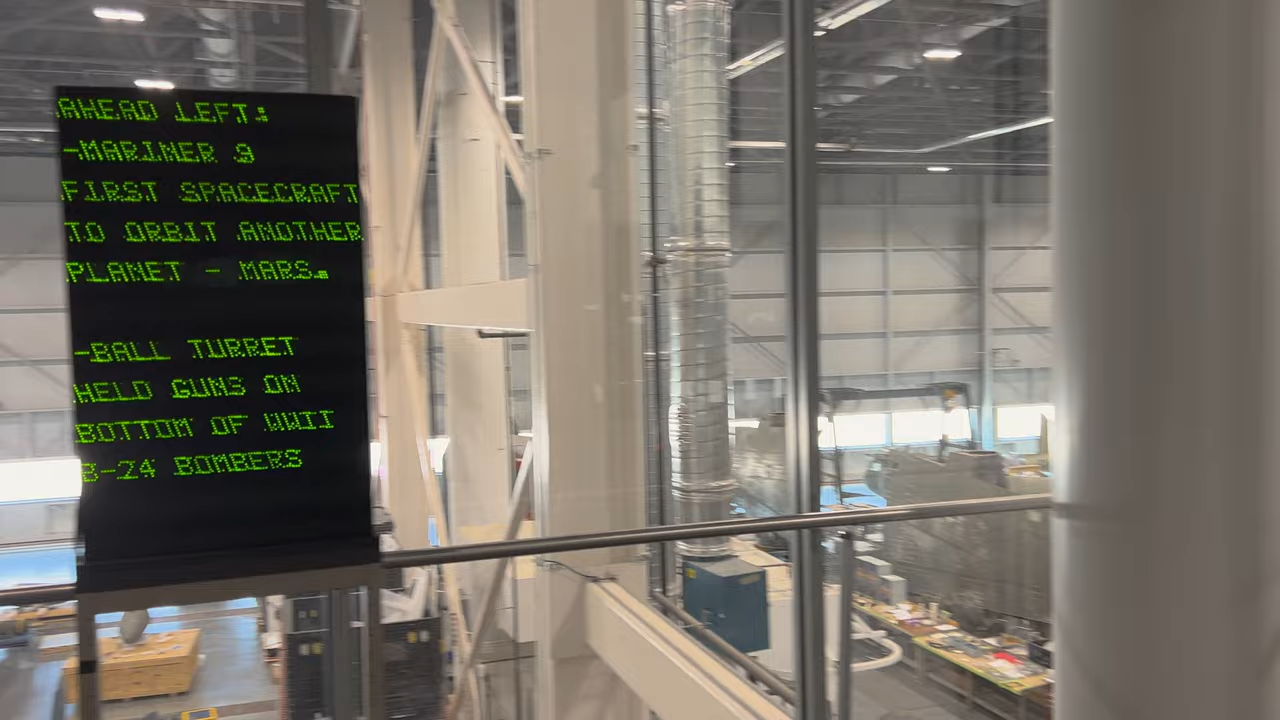 AHEAD LEFT:
-MARINER 9
FIRST SPACECRAFT
TO ORBIT ANOTHER
PLANET - MARS.
-BALL TURRET
HELD GUNS ON
BOTTOM OF WWII
B-24 BOMBERS